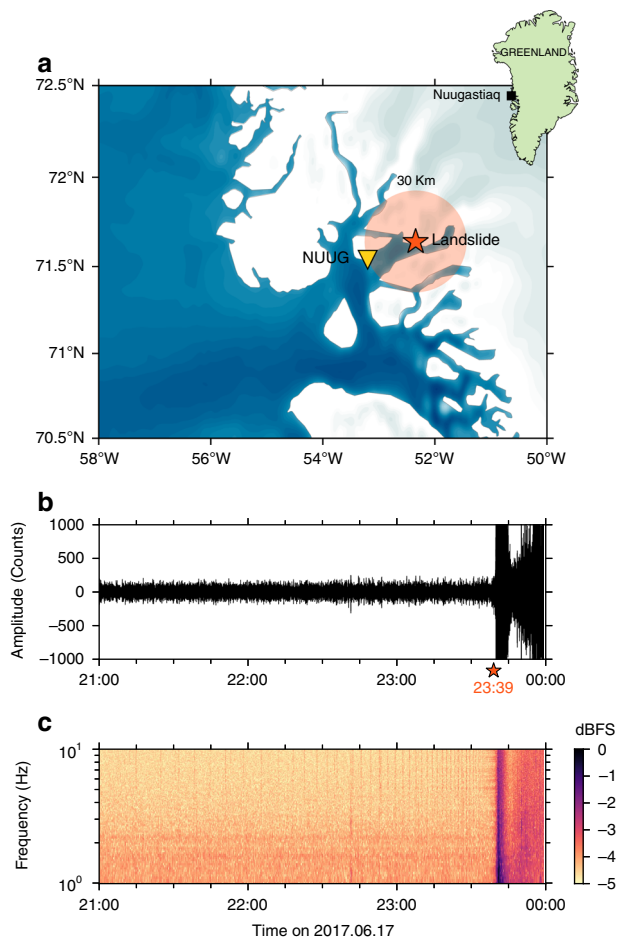 GREENLAND
a
72.5°N
Nuugastiaq
72°N
30 Km
71.5°N
NUUG
Landslide
71°N
70.5°N
58°W 56°W 54°W 52°W 50°W
b
1000
500
0
−500
−1000
Amplitude (Counts)
21:00 22:00 23:00 00:00
23:39
c
dBFS
10¹
10⁰
Frequency (Hz)
0
−1
−2
−3
−4
−5
21:00 22:00 23:00 00:00
Time on 2017.06.17